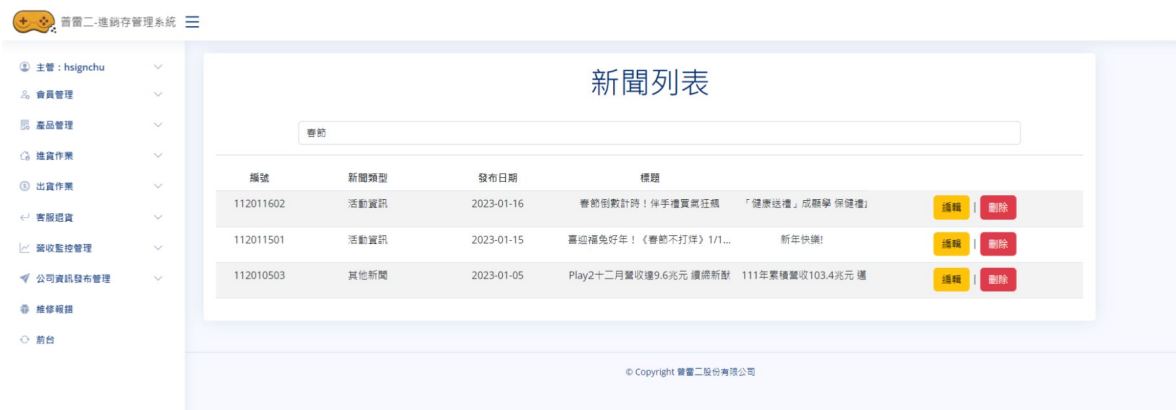 普雷二-進銷存管理系統
主管：hsignchu
會員管理
產品管理
進貨作業
出貨作業
客服退貨
營收監控管理
公司資訊發布管理
維修報錯
前台
新聞列表
春節
編號 新聞類型 發布日期 標題
112011602 活動資訊 2023-01-16 春節倒數計時！伴手禮買氣狂飆 「健康送禮」成顯學 保健禮盒 編輯 | 刪除
112011501 活動資訊 2023-01-15 喜迎福兔好年！《春節不打烊》1/1... 新年快樂! 編輯 | 刪除
112010503 其他新聞 2023-01-05 Play2十二月營收達9.6兆元 續締新猷 111年累積營收103.4兆元 邁 編輯 | 刪除
© Copyright 普雷二股份有限公司